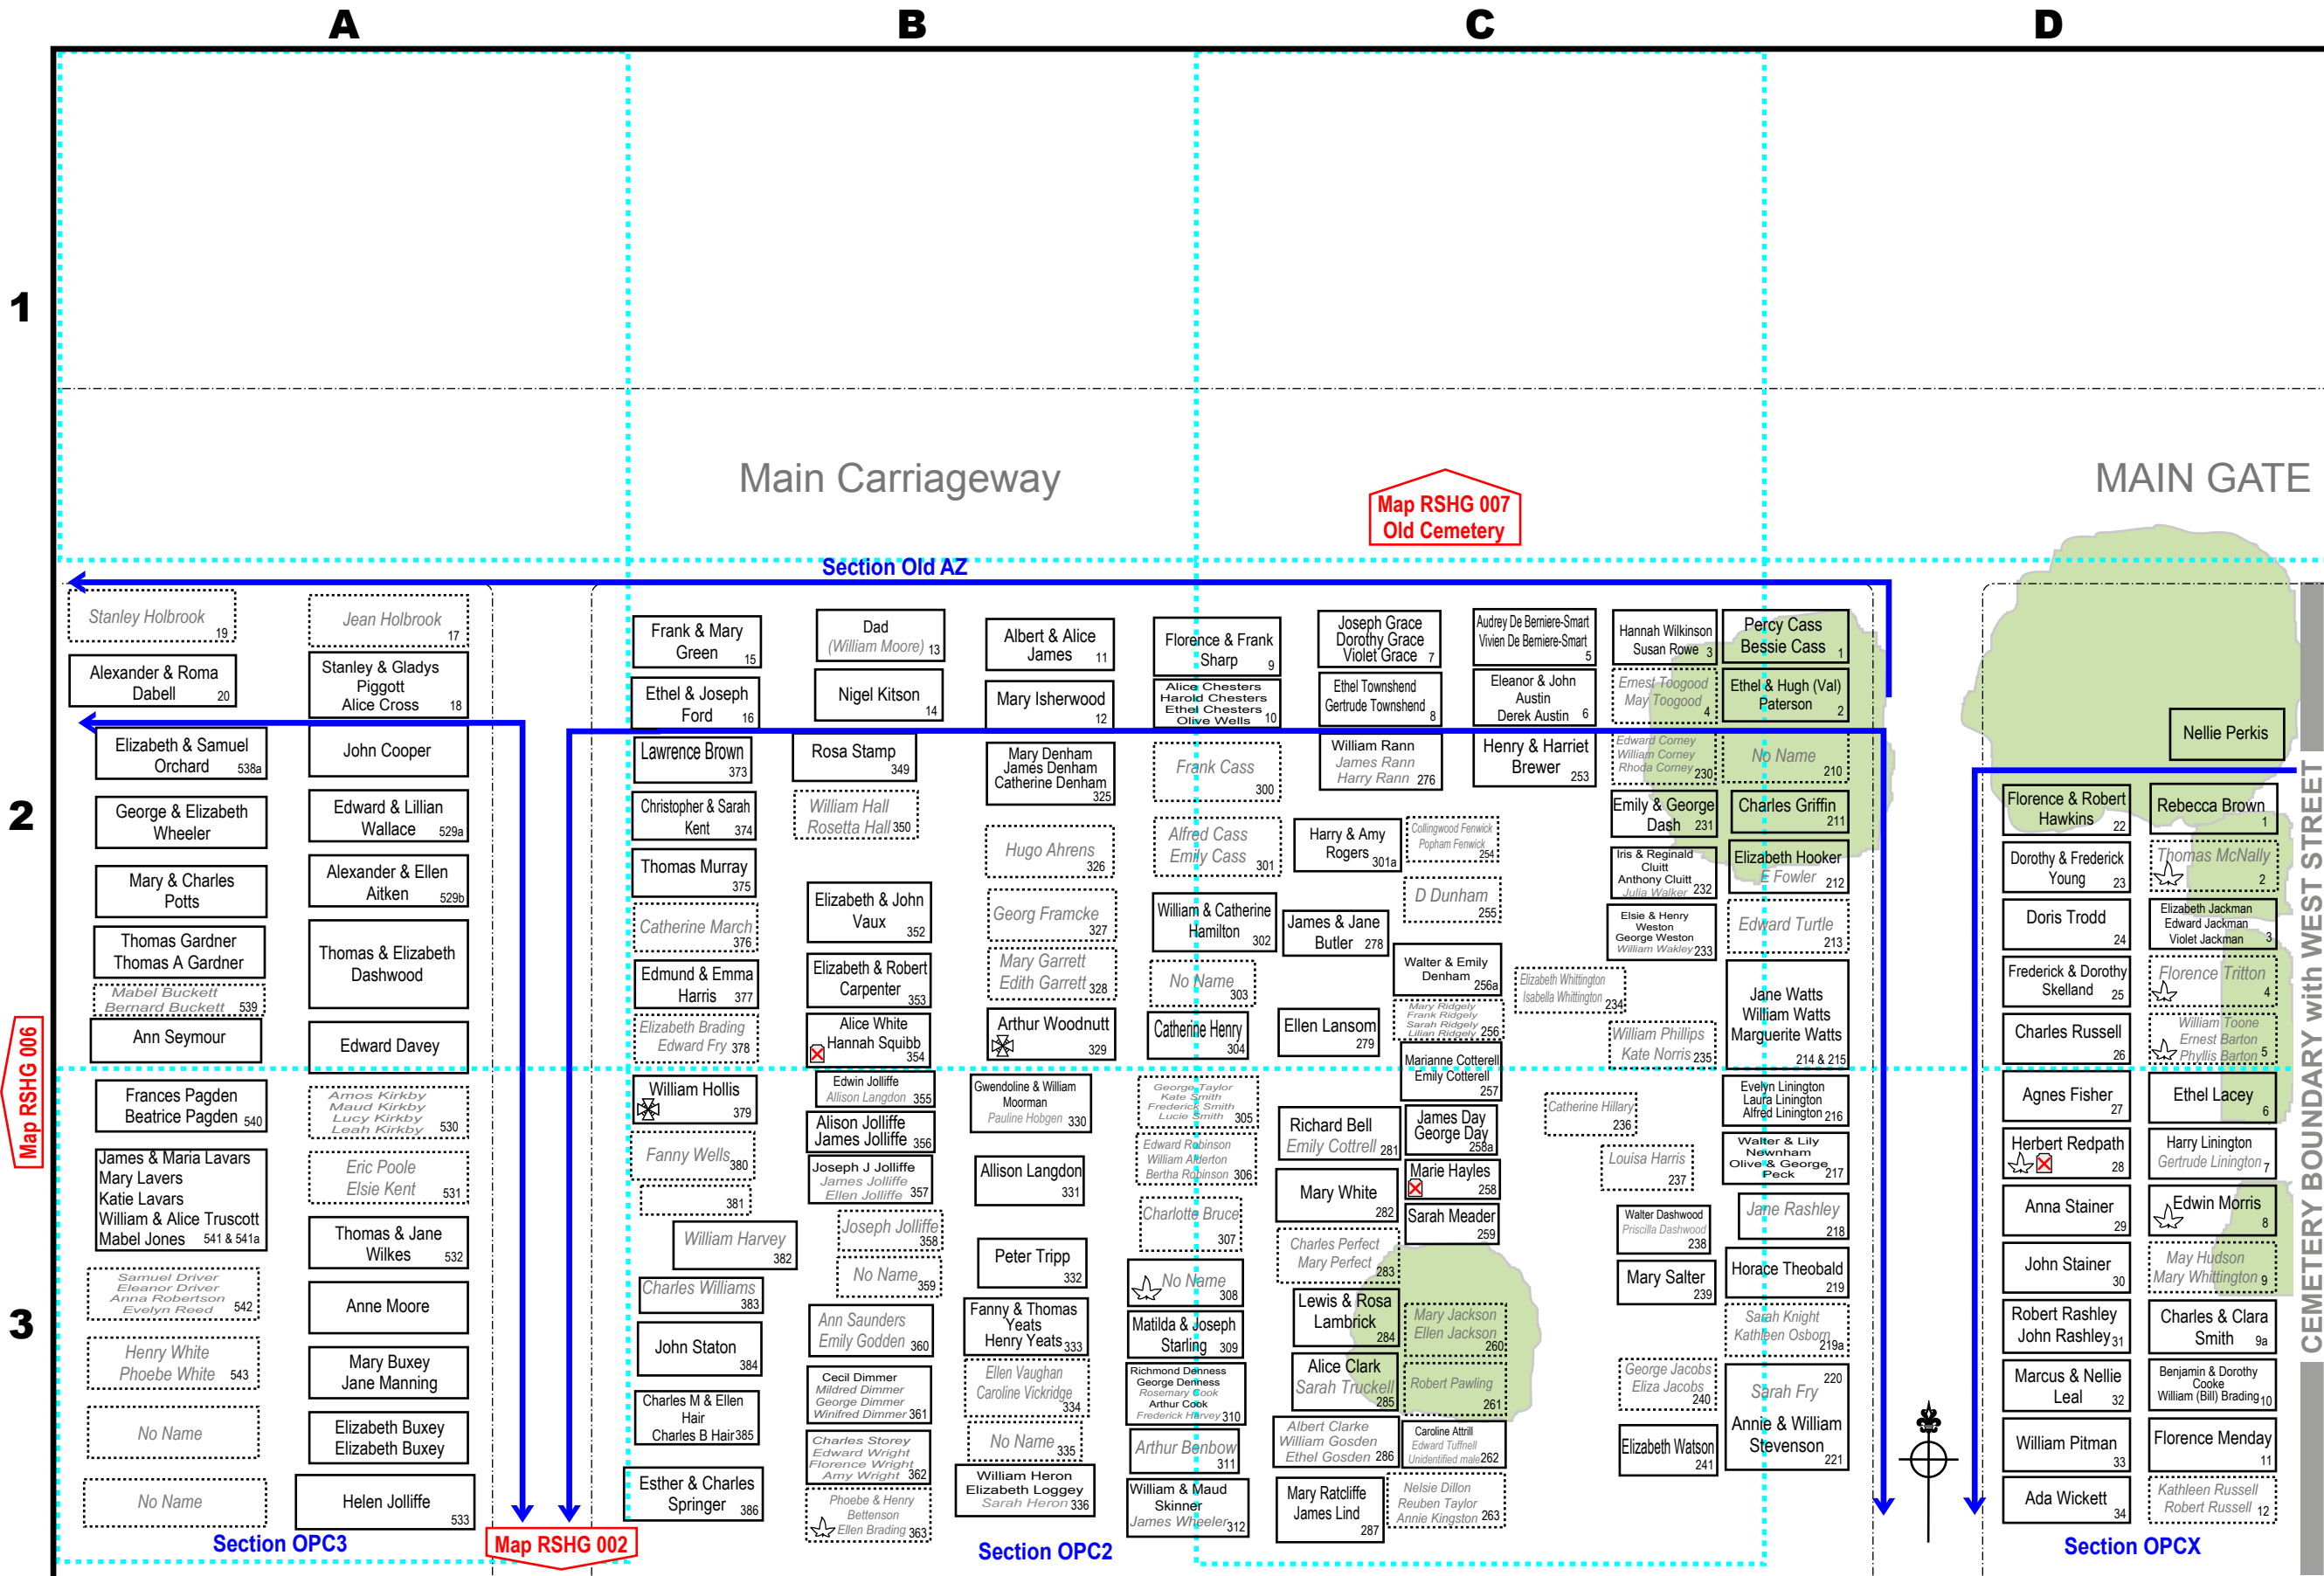 A
B
C
D
1
Main Carriageway
Map RSHG 007
Old Cemetery
MAIN GATE
Section Old AZ
Stanley Holbrook
19
Jean Holbrook
17
Frank & Mary
Green
15
Dad
(William Moore) 13
Albert & Alice
James
11
Florence & Frank
Sharp
9
Joseph Grace
Dorothy Grace
Violet Grace 7
Audrey De Berniere-Smart
Vivien De Berniere-Smart
5
Hannah Wilkinson
Susan Rowe 3
Percy Cass
Bessie Cass
1
Alexander & Roma
Dabell
20
Stanley & Gladys
Piggott
Alice Cross
18
Ethel & Joseph
Ford
16
Nigel Kitson
14
Mary Isherwood
12
Alice Chesters
Harold Chesters
Ethel Chesters
Olive Wells 10
Ethel Townshend
Gertrude Townshend
8
Eleanor & John
Austin
Derek Austin 6
Ernest Toogood
May Toogood
4
Ethel & Hugh (Val)
Paterson
2
Nellie Perkis
2
Elizabeth & Samuel
Orchard
538a
George & Elizabeth
Wheeler
Mary & Charles
Potts
Thomas Gardner
Thomas A Gardner
Mabel Buckett
Bernard Buckett 539
Ann Seymour
John Cooper
Edward & Lillian
Wallace 529a
Alexander & Ellen
Aitken 529b
Thomas & Elizabeth
Dashwood
Edward Davey
Lawrence Brown
373
Christopher & Sarah
Kent 374
Thomas Murray
375
Catherine March
376
Edmund & Emma
Harris 377
Elizabeth Brading
Edward Fry 378
Rosa Stamp
349
William Hall
Rosetta Hall 350
Elizabeth & John
Vaux
352
Elizabeth & Robert
Carpenter
353
Alice White
Hannah Squibb
354
Mary Denham
James Denham
Catherine Denham
325
Hugo Ahrens
326
Georg Framcke
327
Mary Garrett
Edith Garrett 328
Arthur Woodnutt
329
Frank Cass
300
Alfred Cass
Emily Cass
301
William & Catherine
Hamilton
302
No Name
303
Catherine Henry
304
William Rann
James Rann
Harry Rann 276
Harry & Amy
Rogers
301a
James & Jane
Butler 278
Ellen Lansom
279
Henry & Harriet
Brewer
253
Collingwood Fenwick
Popham Fenwick
254
D Dunham
255
Walter & Emily
Denham
256a
Mary Ridgely
Frank Ridgely
Sarah Ridgely
Lilian Ridgely 256
Marianne Cotterell
Emily Cotterell
257
Edward Corney
William Corney
Rhoda Corney 230
Emily & George
Dash 231
Iris & Reginald
Cluitt
Anthony Cluitt
Julia Walker 232
Elsie & Henry
Weston
George Weston
William Wakley 233
Elizabeth Whittington
Isabella Whittington 234
William Phillips
Kate Norris 235
No Name
210
Charles Griffin
211
Elizabeth Hooker
E Fowler 212
Edward Turtle
213
Jane Watts
William Watts
Marguerite Watts
214 & 215
Florence & Robert
Hawkins
22
Dorothy & Frederick
Young
23
Doris Trodd
24
Frederick & Dorothy
Skelland
25
Charles Russell
26
Rebecca Brown
1
Thomas McNally
2
Elizabeth Jackman
Edward Jackman
Violet Jackman 3
Florence Tritton
4
William Toone
Ernest Barton
Phyllis Barton 5
CEMETERY BOUNDARY with WEST STREET
Map RSHG 006
3
Frances Pagden
Beatrice Pagden 540
James & Maria Lavars
Mary Lavers
Katie Lavars
William & Alice Truscott
Mabel Jones 541 & 541a
Samuel Driver
Eleanor Driver
Anna Robertson
Evelyn Reed 542
Henry White
Phoebe White 543
No Name
No Name
Amos Kirkby
Maud Kirkby
Lucy Kirkby
Leah Kirkby 530
Eric Poole
Elsie Kent 531
Thomas & Jane
Wilkes 532
Anne Moore
Mary Buxey
Jane Manning
Elizabeth Buxey
Elizabeth Buxey
Helen Jolliffe
533
William Hollis
379
Fanny Wells 380
381
William Harvey
382
Charles Williams
383
John Staton
384
Charles M & Ellen
Hair
Charles B Hair 385
Esther & Charles
Springer 386
Edwin Jolliffe
Allison Langdon 355
Alison Jolliffe
James Jolliffe 356
Joseph J Jolliffe
James Jolliffe
Ellen Jolliffe 357
Joseph Jolliffe
358
No Name 359
Ann Saunders
Emily Godden 360
Cecil Dimmer
Mildred Dimmer
George Dimmer
Winifred Dimmer 361
Charles Storey
Edward Wright
Florence Wright
Amy Wright 362
Phoebe & Henry
Bettenson
Ellen Brading 363
Gwendoline & William
Moorman
Pauline Hobgen 330
Allison Langdon
331
Peter Tripp
332
Fanny & Thomas
Yeats
Henry Yeats 333
Ellen Vaughan
Caroline Vickridge
334
No Name 335
William Heron
Elizabeth Loggey
Sarah Heron 336
George Taylor
Kate Smith
Frederick Smith
Lucie Smith 305
Edward Robinson
William Alderton
Bertha Robinson 306
Charlotte Bruce
307
No Name
308
Matilda & Joseph
Starling 309
Richmond Denness
George Denness
Rosemary Cook
Arthur Cook
Frederick Harvey 310
Arthur Benbow
311
William & Maud
Skinner
James Wheeler 312
Richard Bell
Emily Cottrell 281
Mary White
282
Charles Perfect
Mary Perfect 283
Lewis & Rosa
Lambrick
284
Alice Clark
Sarah Truckell
285
Albert Clarke
William Gosden
Ethel Gosden 286
Mary Ratcliffe
James Lind
287
James Day
George Day
258a
Marie Hayles
258
Sarah Meader
259
Mary Jackson
Ellen Jackson
260
Robert Pawling
261
Caroline Attrill
Edward Tuffnell
Unidentified male 262
Nelsie Dillon
Reuben Taylor
Annie Kingston 263
Catherine Hillary
236
Louisa Harris
237
Walter Dashwood
Priscilla Dashwood
238
Mary Salter
239
George Jacobs
Eliza Jacobs
240
Elizabeth Watson
241
Evelyn Linington
Laura Linington
Alfred Linington 216
Walter & Lily
Newnham
Olive & George
Peck 217
Jane Rashley
218
Horace Theobald
219
Sarah Knight
Kathleen Osborn
219a
220
Sarah Fry
Annie & William
Stevenson
221
Agnes Fisher
27
Herbert Redpath
28
Anna Stainer
29
John Stainer
30
Robert Rashley
John Rashley 31
Marcus & Nellie
Leal
32
William Pitman
33
Ada Wickett
34
Ethel Lacey
6
Harry Linington
Gertrude Linington 7
Edwin Morris
8
May Hudson
Mary Whittington 9
Charles & Clara
Smith
9a
Benjamin & Dorothy
Cooke
William (Bill) Brading 10
Florence Menday
11
Kathleen Russell
Robert Russell
12
Section OPC3
Map RSHG 002
Section OPC2
Section OPCX